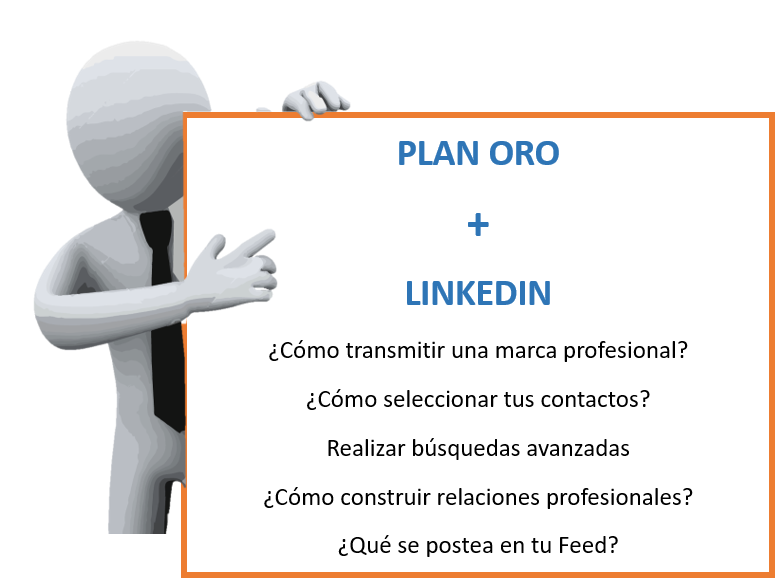 PLAN ORO
+
LINKEDIN
¿Cómo transmitir una marca profesional?
¿Cómo seleccionar tus contactos?
Realizar búsquedas avanzadas
¿Cómo construir relaciones profesionales?
¿Qué se postea en tu Feed?